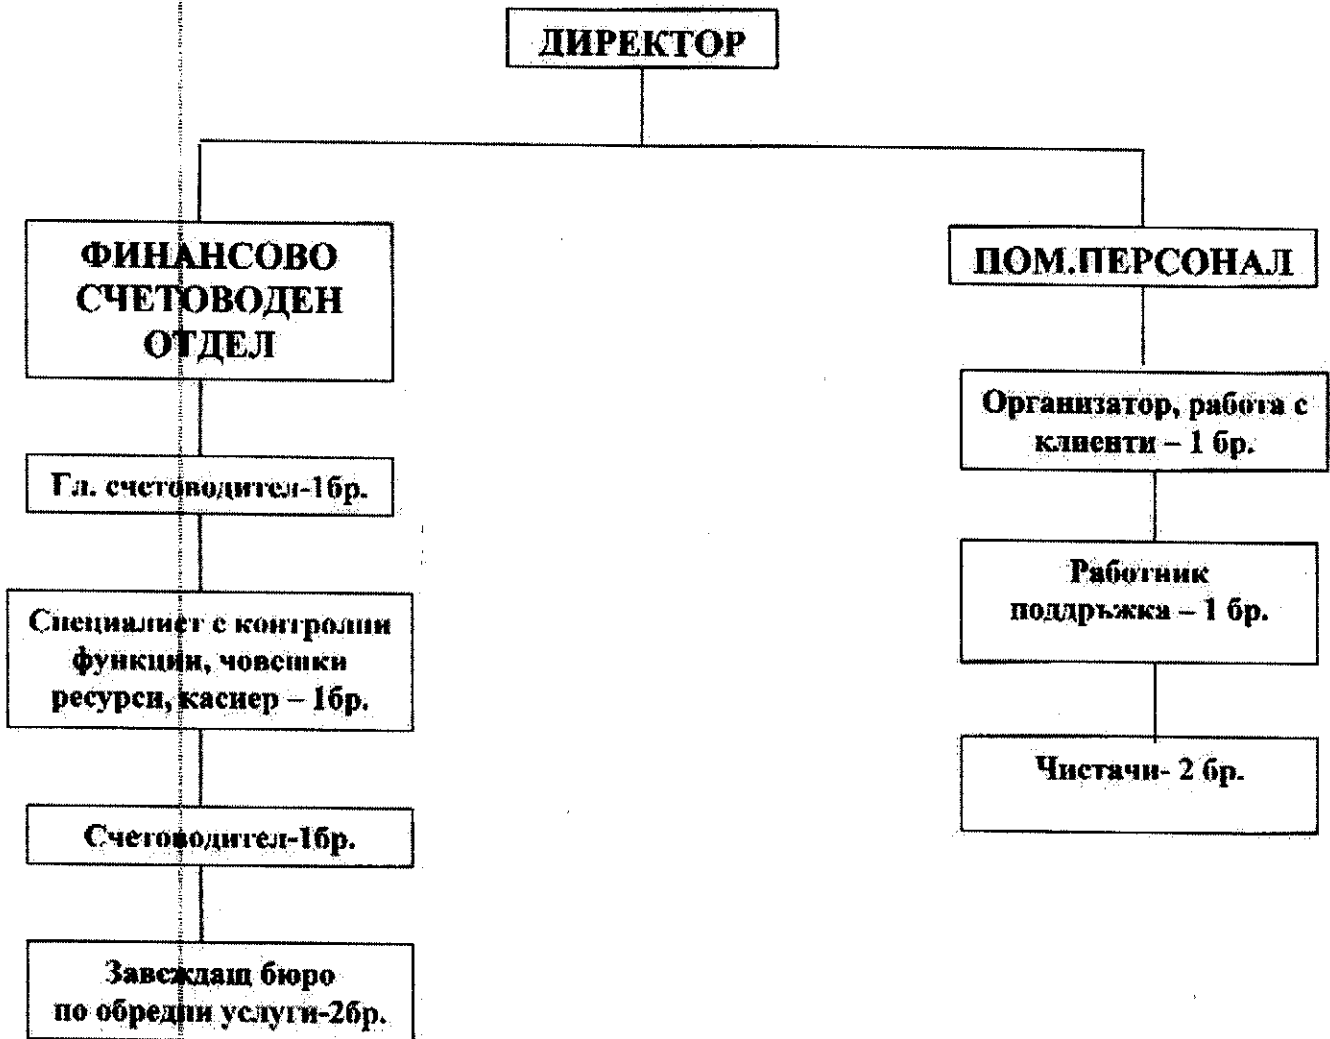 ДИРЕКТОР
ФИНАНСОВО
СЧЕТОВОДЕН
ОТДЕЛ
Гл. счетоводител-1бр.
Специалист с контролни
функции, човешки
ресурси, касиер – 1бр.
Счетоводител-1бр.
Завеждащ бюро
по обредни услуги-2бр.
ПОМ.ПЕРСОНАЛ
Организатор, работа с
клиенти – 1 бр.
Работник
поддръжка – 1 бр.
Чистачи- 2 бр.